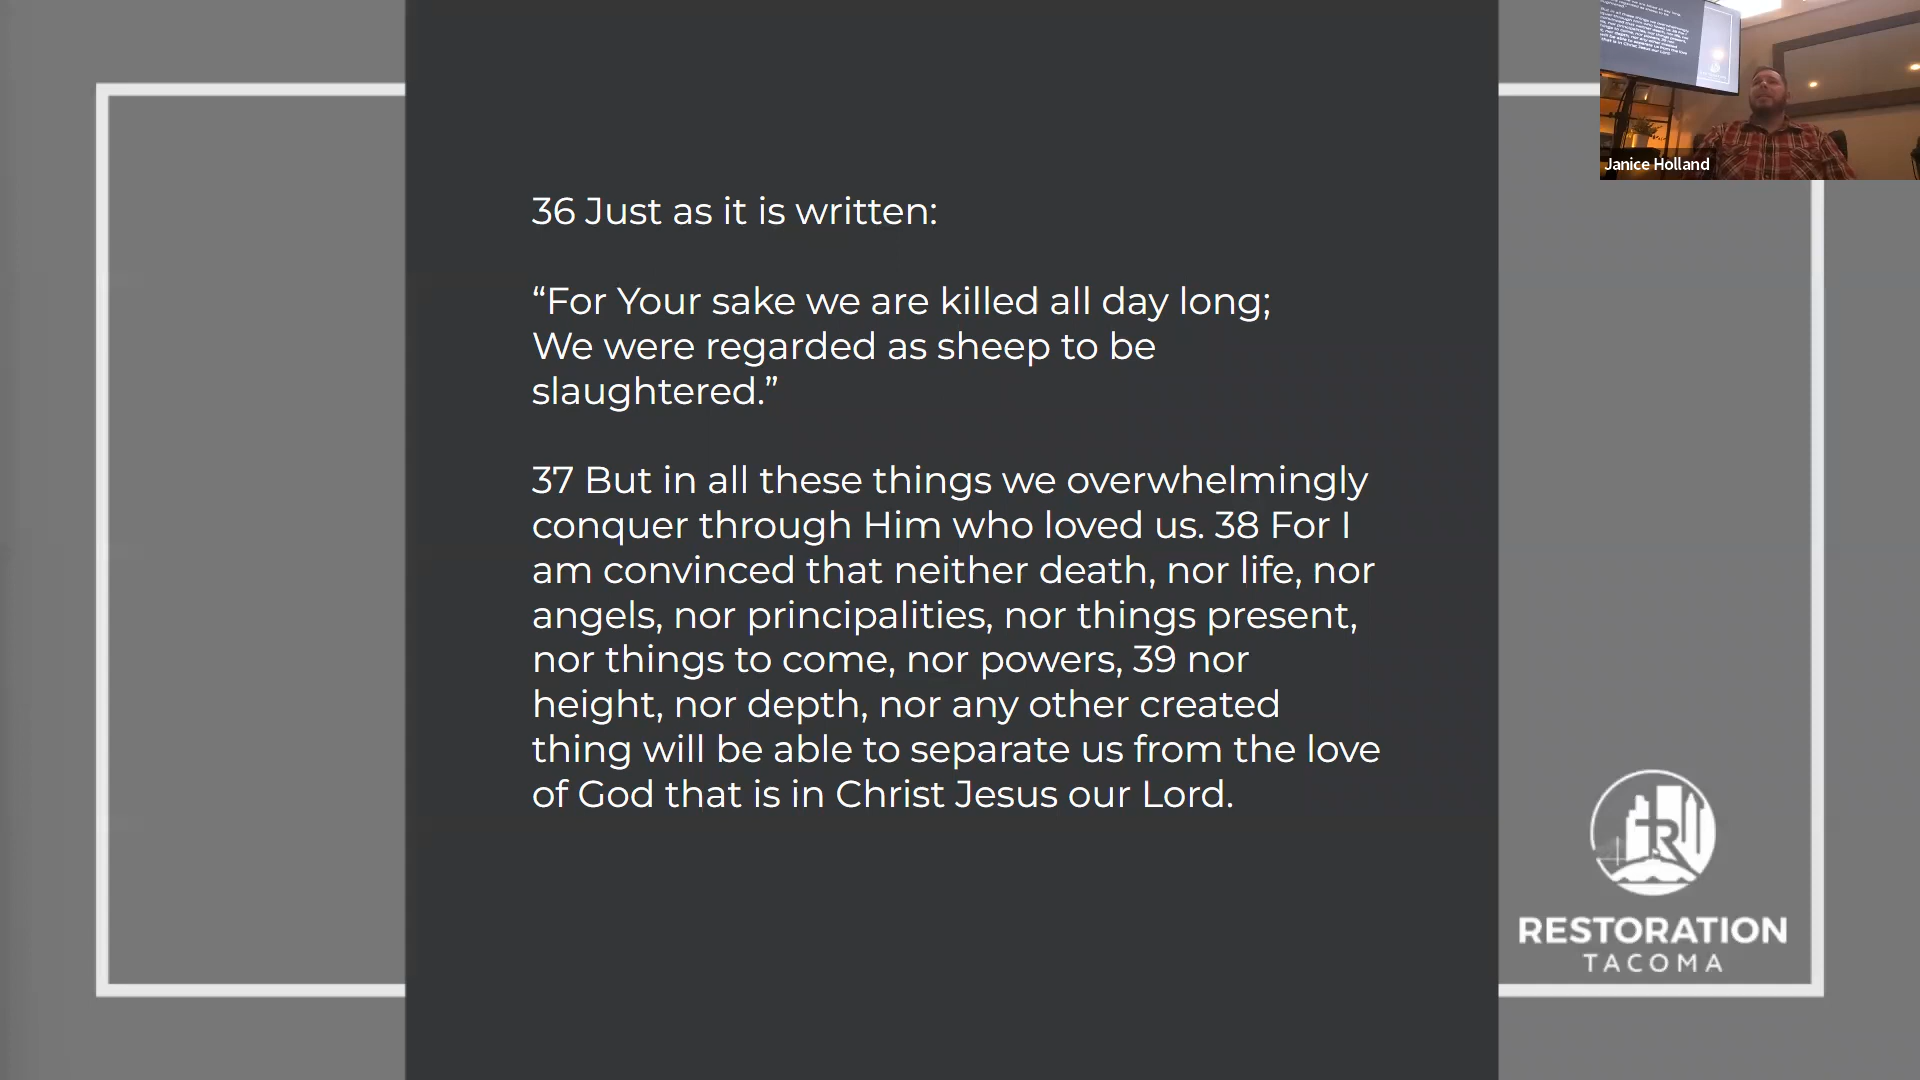 36 Just as it is written:
“For Your sake we are killed all day long;
We were regarded as sheep to be
slaughtered.”
37 But in all these things we overwhelmingly
conquer through Him who loved us. 38 For I
am convinced that neither death, nor life, nor
angels, nor principalities, nor things present,
nor things to come, nor powers, 39 nor
height, nor depth, nor any other created
thing will be able to separate us from the love
of God that is in Christ Jesus our Lord.
Janice Holland
R
RESTORATION
TACOMA